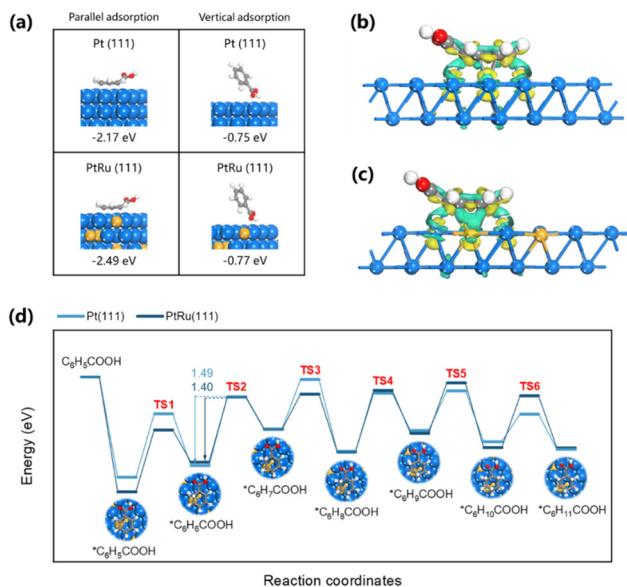 (a)
Parallel adsorption
Vertical adsorption
Pt (111)
Pt (111)
-2.17 eV
-0.75 eV
PtRu (111)
PtRu (111)
-2.49 eV
-0.77 eV
(b)
(c)
(d)
Pt(111)
PtRu(111)
C₆H₅COOH
TS1
1.49
1.40
TS2
TS3
TS4
TS5
TS6
*C₆H₅COOH
*C₆H₆COOH
*C₆H₇COOH
*C₆H₈COOH
*C₆H₉COOH
*C₆H₁₀COOH
*C₆H₁₁COOH
Energy (eV)
Reaction coordinates